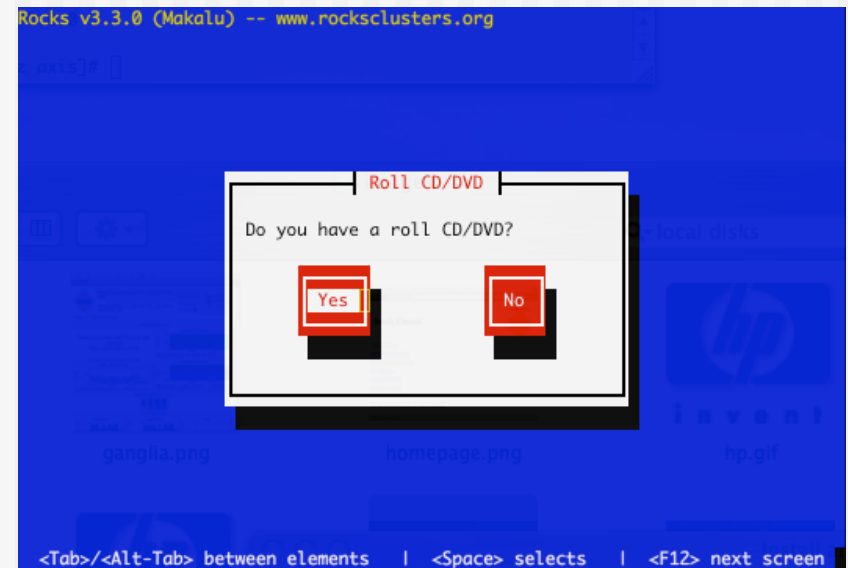 Rocks v3.3.0 (Makalu) -- www.rocksclusters.org
z axis]#
Roll CD/DVD
Do you have a roll CD/DVD?
Yes
No
local disks
invent
ganglia.png
homepage.png
hp.gif
<Tab>/<Alt-Tab> between elements | <Space> selects | <F12> next screen